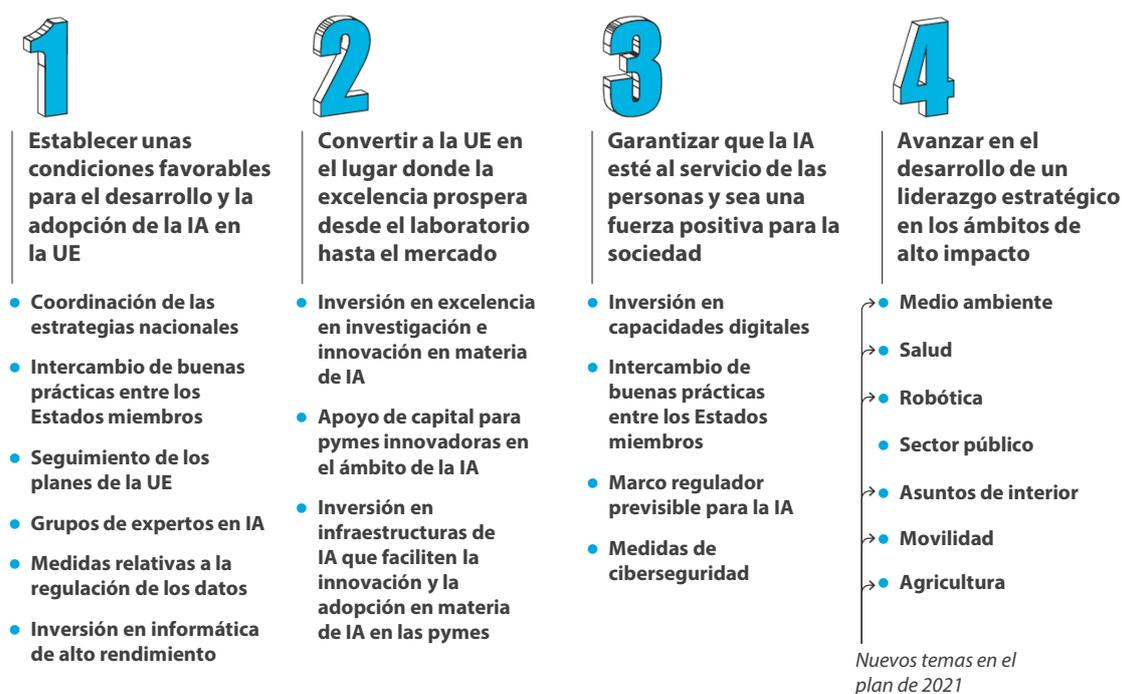 1
Establecer unas
condiciones favorables
para el desarrollo y la
adopción de la IA en
la UE
Coordinación de las
estrategias nacionales
Intercambio de buenas
prácticas entre los
Estados miembros
Seguimiento de los
planes de la UE
Grupos de expertos en IA
Medidas relativas a la
regulación de los datos
Inversión en informática
de alto rendimiento
2
Convertir a la UE en
el lugar donde la
excelencia prospera
desde el laboratorio
hasta el mercado
Inversión en excelencia
en investigación e
innovación en materia
de IA
Apoyo de capital para
pymes innovadoras en
el ámbito de la IA
Inversión en
infraestructuras de
IA que faciliten la
innovación y la
adopción en materia
de IA en las pymes
3
Garantizar que la IA
esté al servicio de las
personas y sea una
fuerza positiva para la
sociedad
Inversión en
capacidades digitales
Intercambio de
buenas prácticas
entre los Estados
miembros
Marco regulador
previsible para la IA
Medidas de
ciberseguridad
4
Avanzar en el
desarrollo de un
liderazgo estratégico
en los ámbitos de
alto impacto
Medio ambiente
Salud
Robótica
Sector público
Asuntos de interior
Movilidad
Agricultura
Nuevos temas en el
plan de 2021